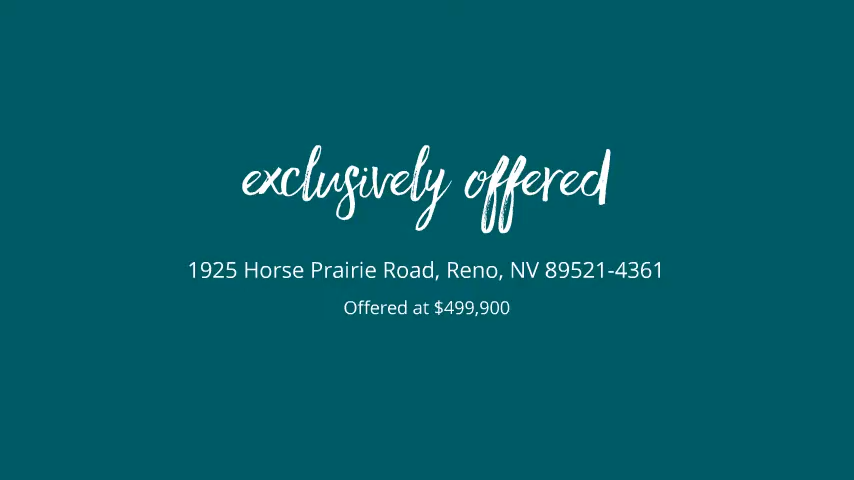 exclusively offered
1925 Horse Prairie Road, Reno, NV 89521-4361
Offered at $499,900